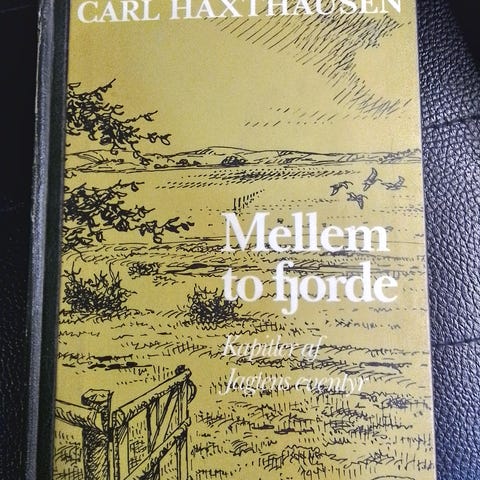 CARL HAXTHAUSEN
Mellem
to fjorde
Kapitler af
Jagtens eventyr